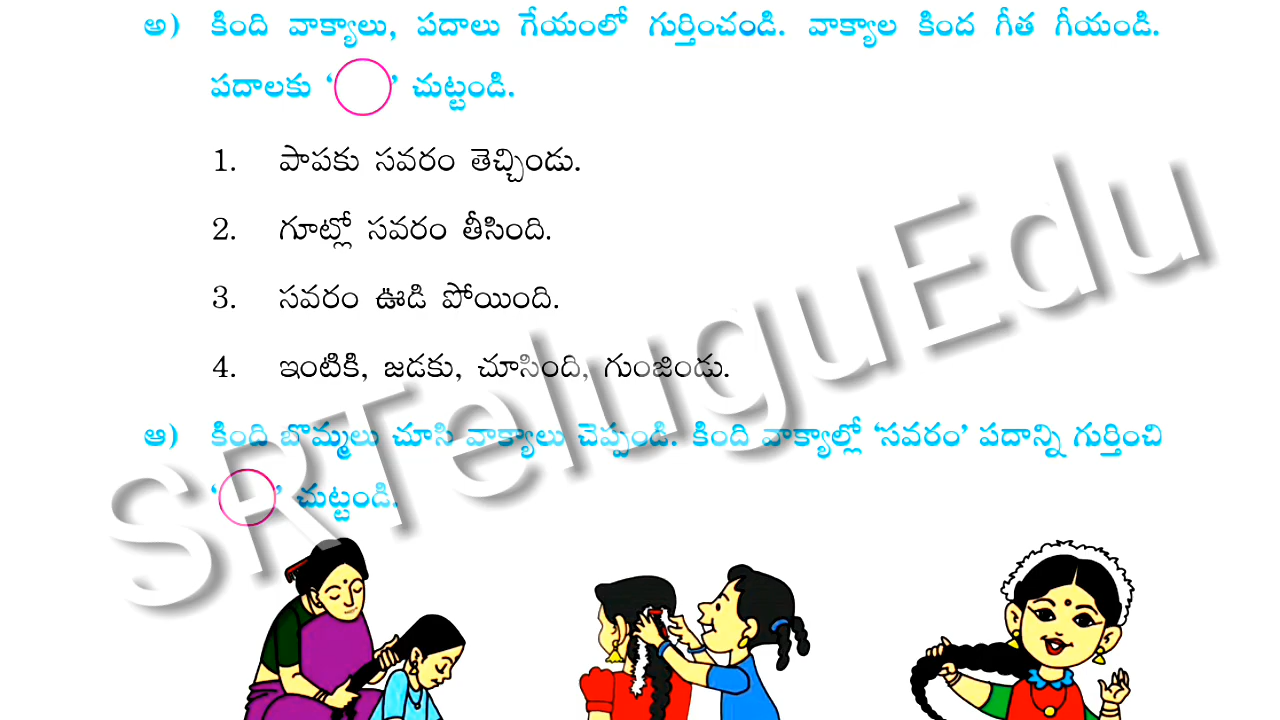 అ) కింది వాక్యాలు, పదాలు గేయంలో గుర్తించండి. వాక్యాల కింద గీత గీయండి.
పదాలకు ‘ ’ చుట్టండి.
1. పాపకు సవరం తెచ్చిండు.
2. గూట్లో సవరం తీసింది.
3. సవరం ఊడి పోయింది.
4. ఇంటికి, జడకు, చూసింది, గుంజిండు.
ఆ) కింది బొమ్మలు చూసి వాక్యాలు చెప్పండి. కింది వాక్యాల్లో ‘సవరం’ పదాన్ని గుర్తించి
‘ ’ చుట్టండి.
SRTeluguEdu